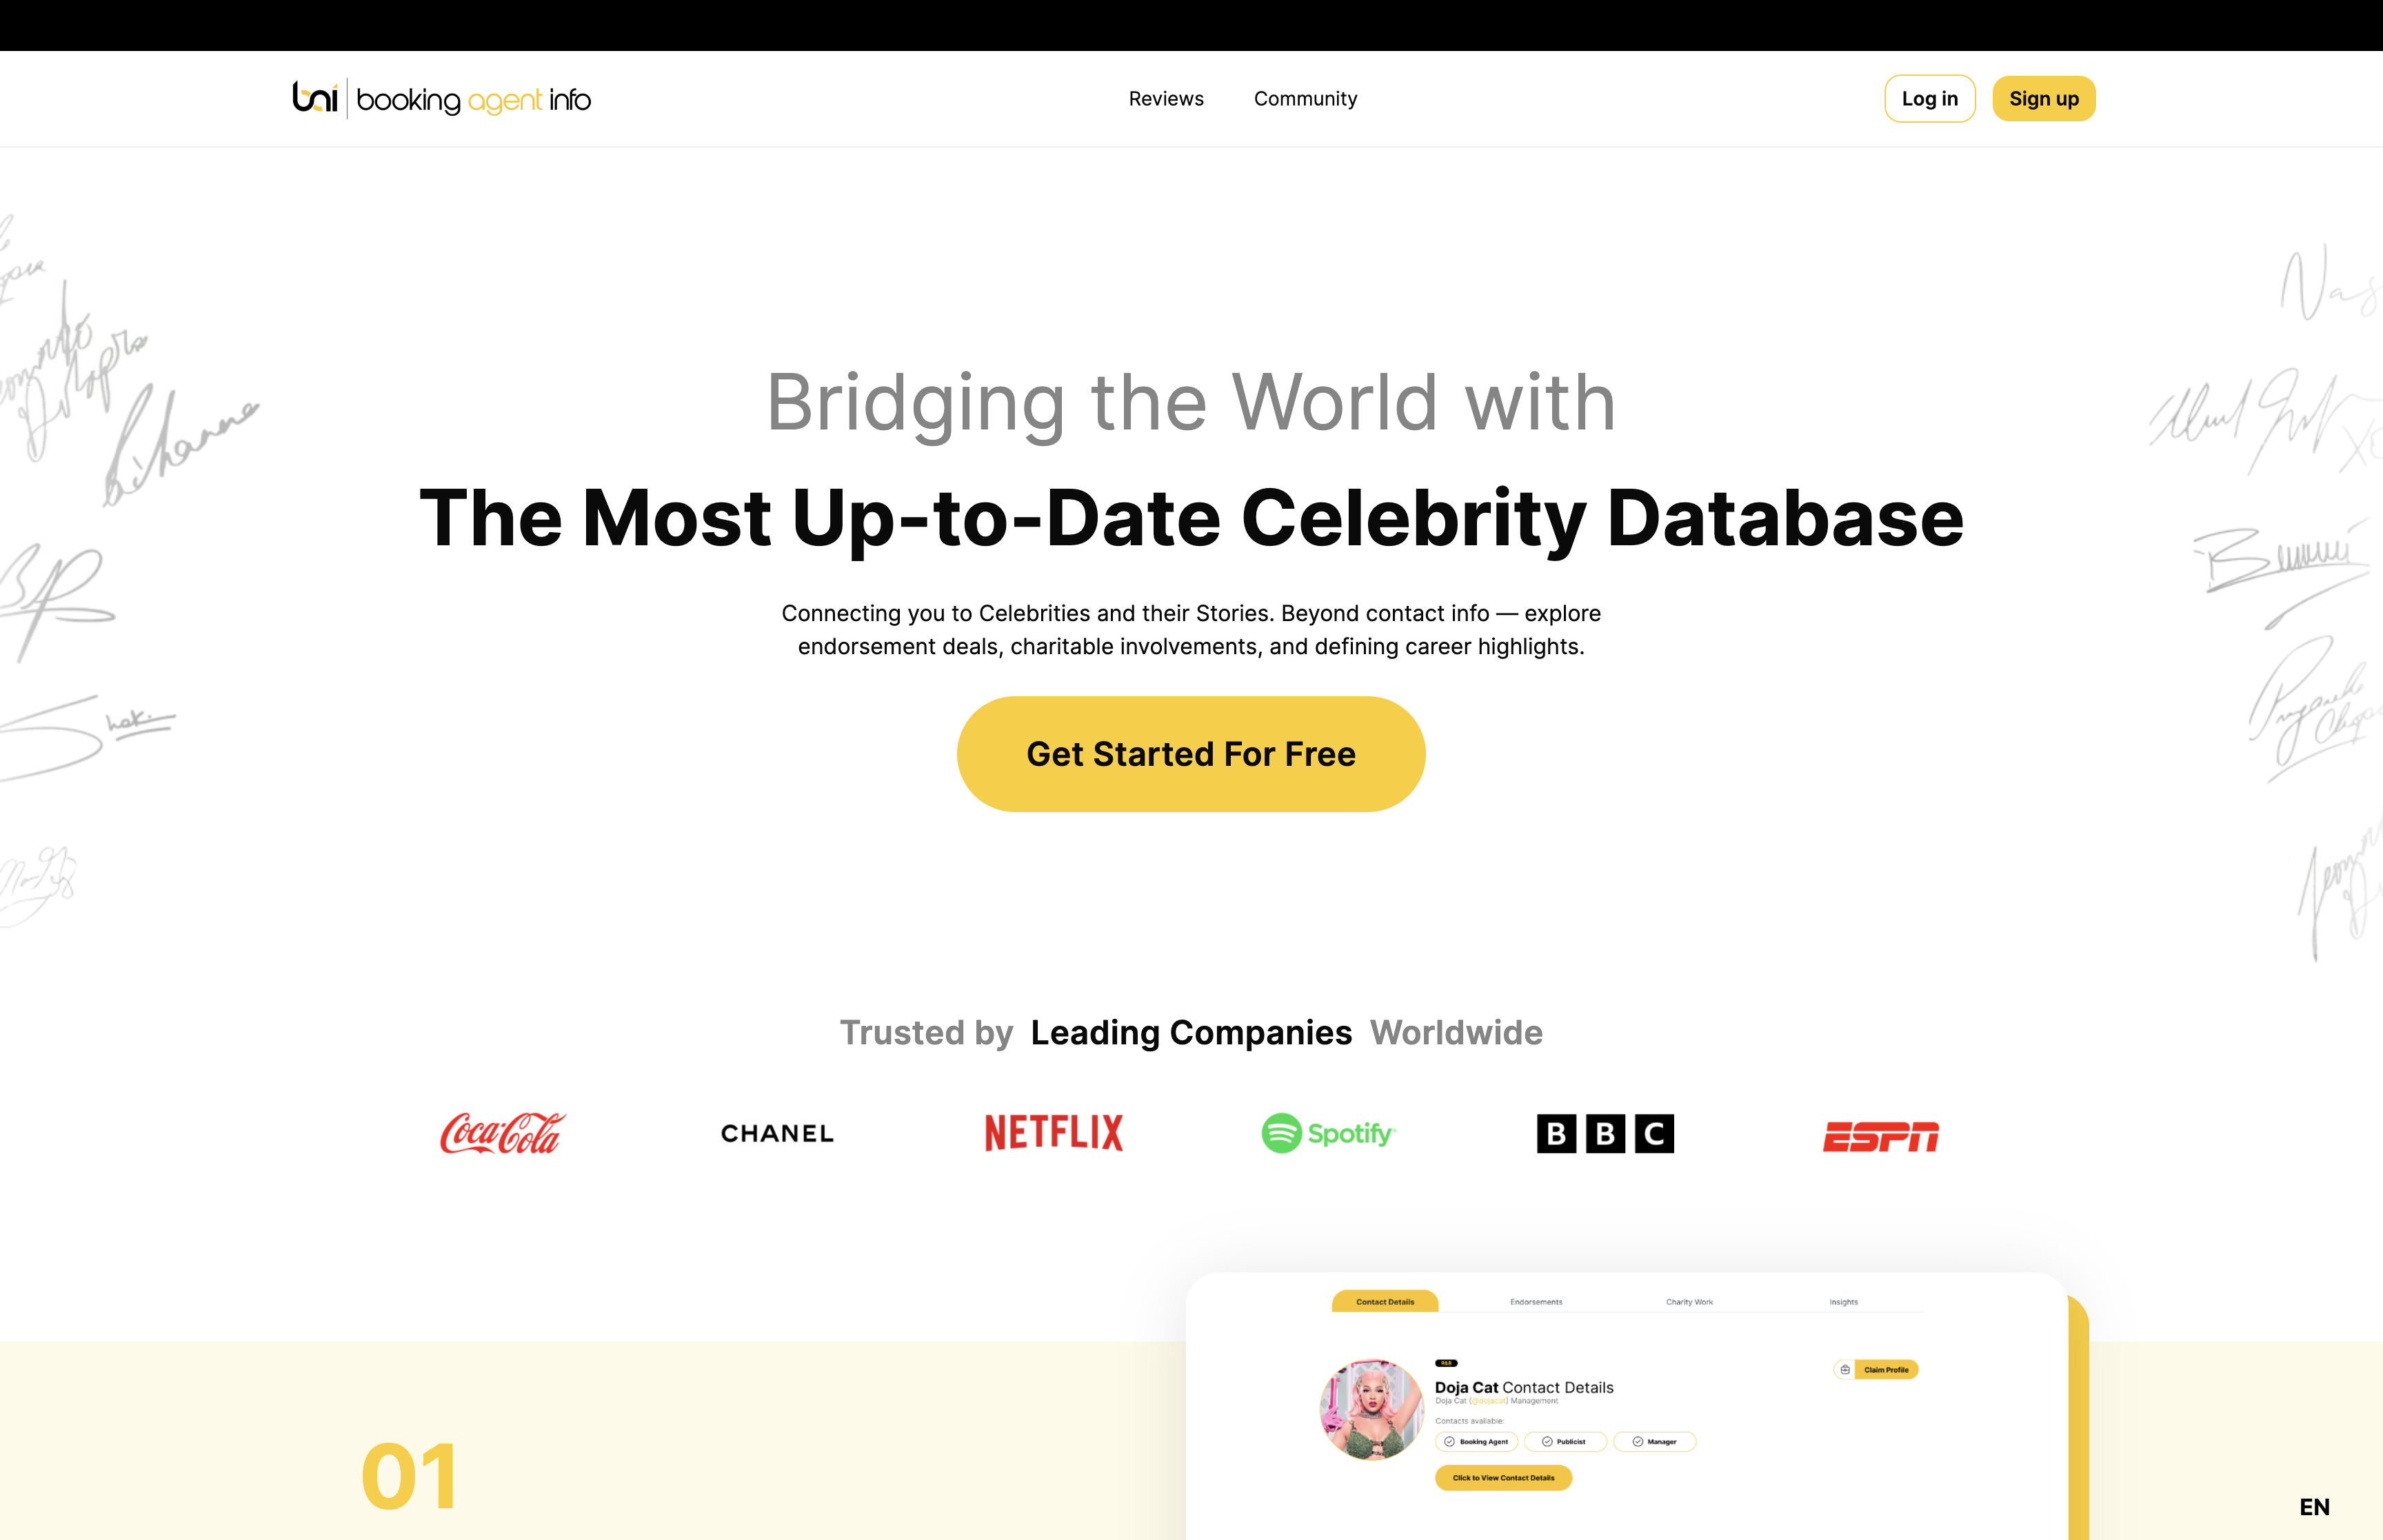 bai | booking agent info
Reviews
Community
Log in
Sign up
Bridging the World with
The Most Up-to-Date Celebrity Database
Connecting you to Celebrities and their Stories. Beyond contact info — explore
endorsement deals, charitable involvements, and defining career highlights.
Get Started For Free
Nas
Rihanna
Shak
Trusted by Leading Companies Worldwide
Coca-Cola
CHANEL
NETFLIX
Spotify
BBC
ESPN
Contact Details
Endorsements
Charity Work
Insights
R&B
Claim Profile
Doja Cat Contact Details
Doja Cat (@dojacat) Management
Contacts available:
Booking Agent
Publicist
Manager
Click to View Contact Details
01
EN